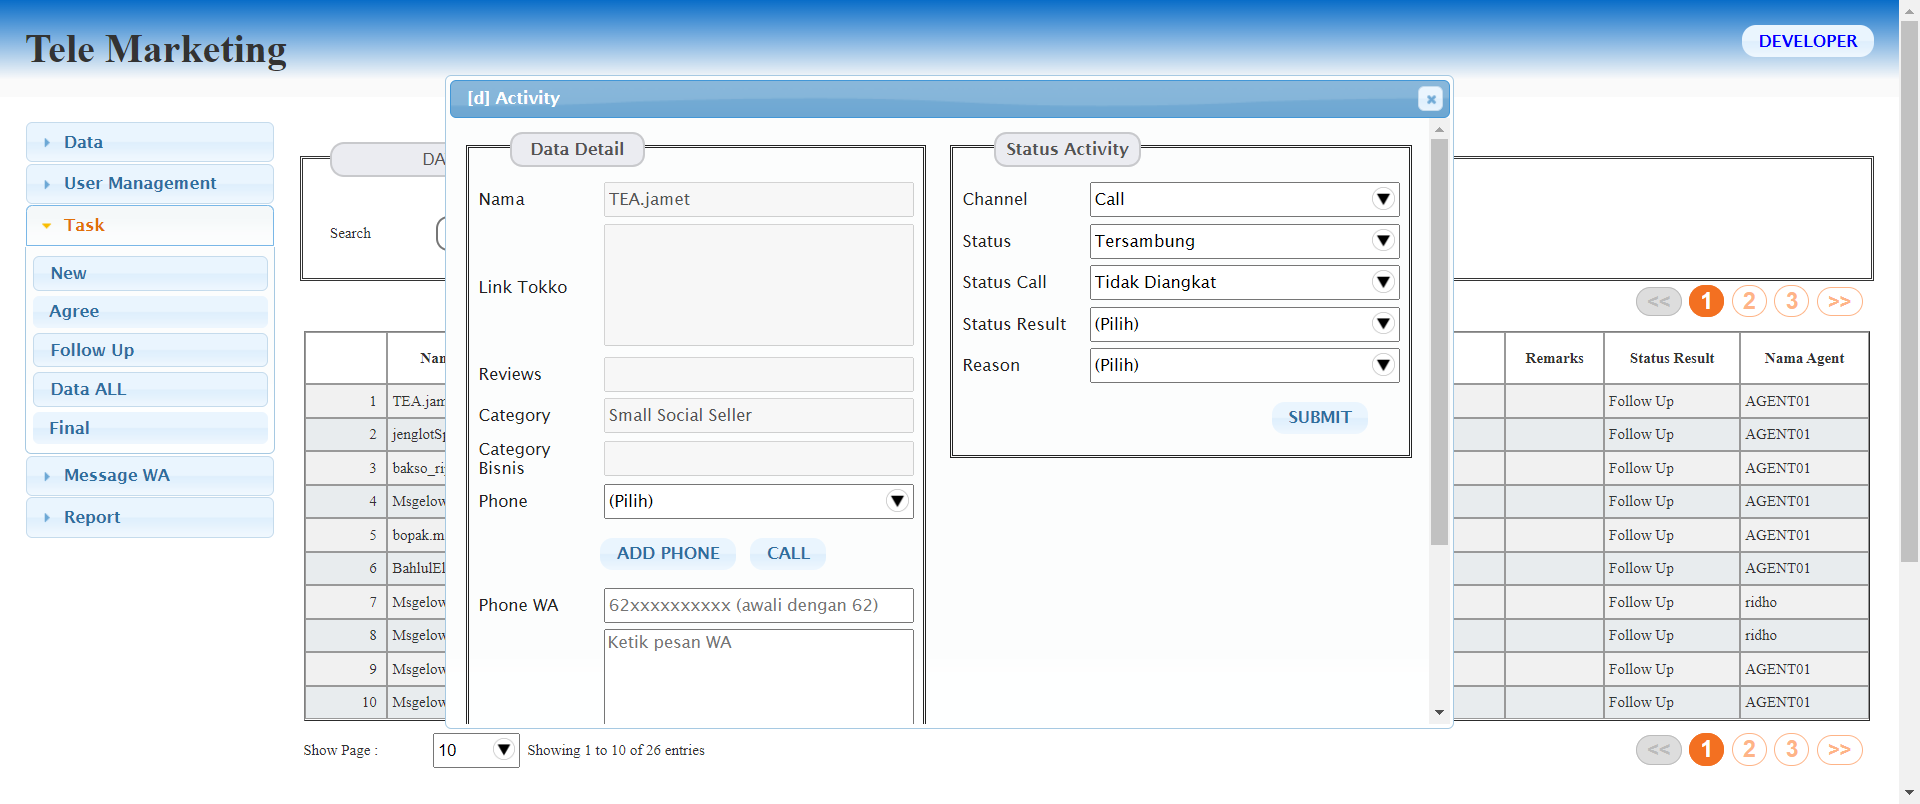 Tele Marketing
DEVELOPER
Data
User Management
Task
New
Agree
Follow Up
Data ALL
Final
Message WA
Report
DA
Search
[d] Activity
Data Detail
Nama
TEA.jamet
Link Tokko
Reviews
Category
Small Social Seller
Category
Bisnis
Phone
(Pilih)
ADD PHONE
CALL
Phone WA
62xxxxxxxxxx (awali dengan 62)
Ketik pesan WA
Status Activity
Channel
Call
Status
Tersambung
Status Call
Tidak Diangkat
Status Result
(Pilih)
Reason
(Pilih)
SUBMIT
<< 1 2 3 >>
Nan Remarks Status Result Nama Agent
1 TEA.jam Follow Up AGENT01
2 jenglotSp Follow Up AGENT01
3 bakso_ri Follow Up AGENT01
4 Msgelow Follow Up AGENT01
5 bopak.m Follow Up AGENT01
6 BahlulEl Follow Up AGENT01
7 Msgelow Follow Up ridho
8 Msgelow Follow Up ridho
9 Msgelow Follow Up AGENT01
10 Msgelow Follow Up AGENT01
Show Page : 10 Showing 1 to 10 of 26 entries
<< 1 2 3 >>